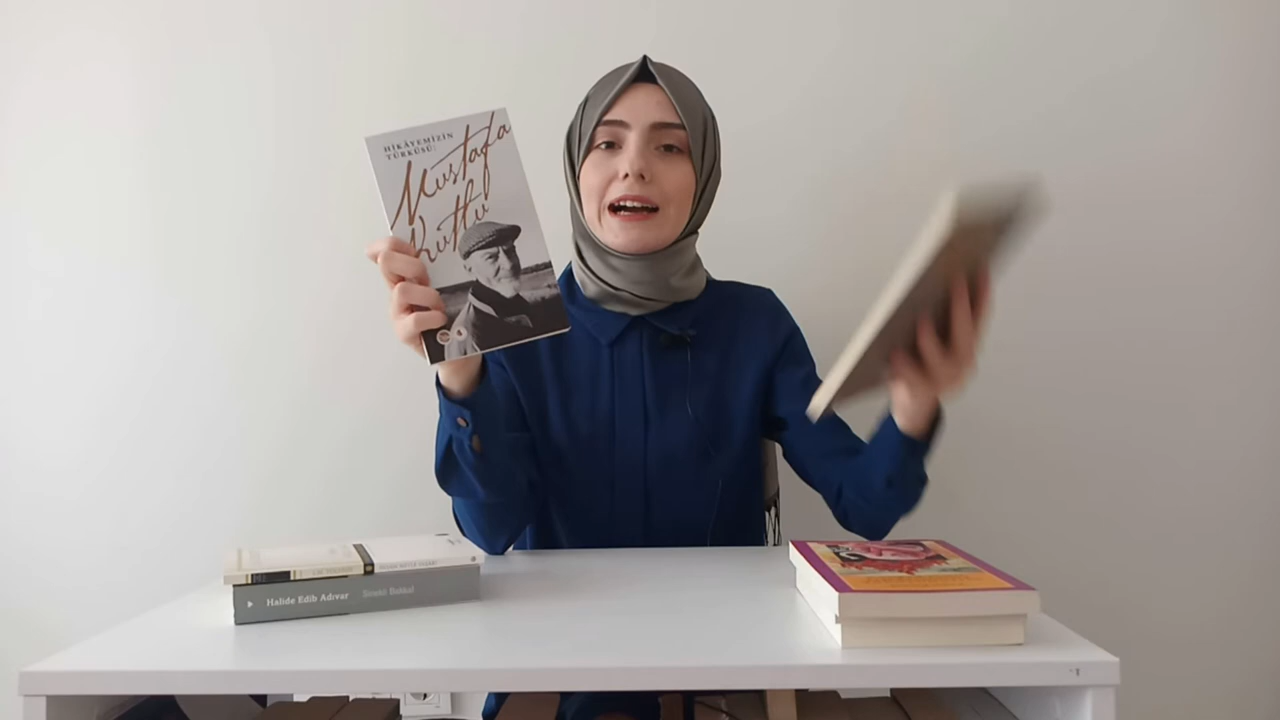 HİKÂYEMİZİN
TÜRKÜSÜ:
Mustafa
Kutlu
Halide Edib Adıvar Sinekli Bakkal